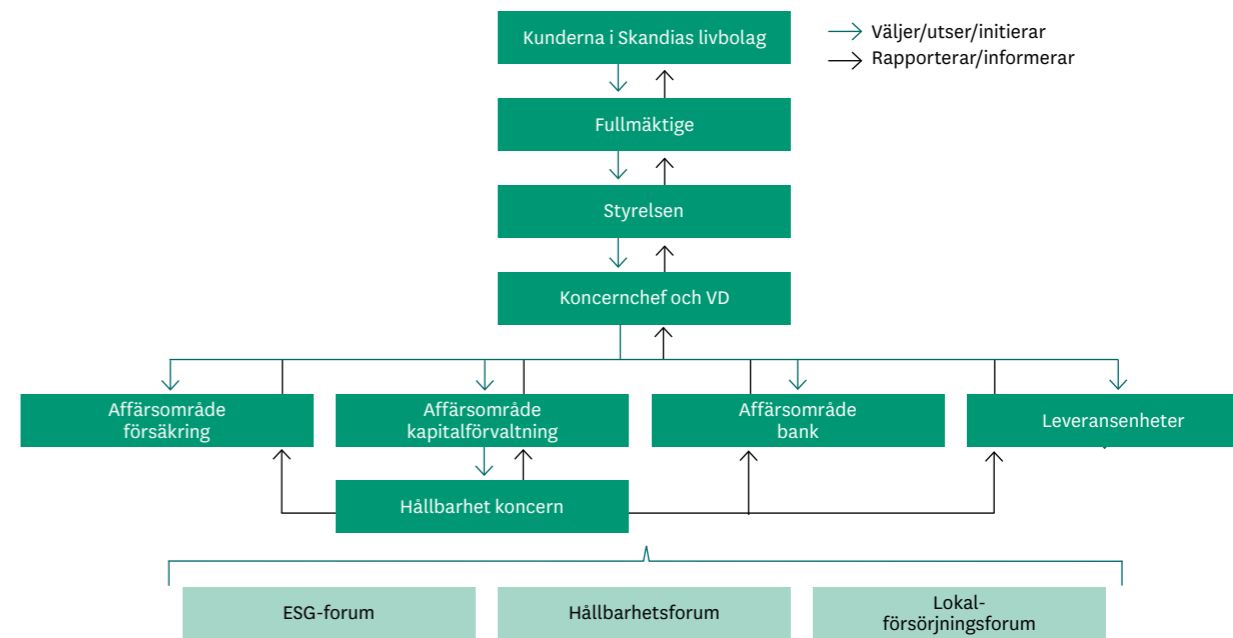 Kunderna i Skandias livbolag
Väljer/utser/initierar
Rapporterar/informerar
Fullmäktige
Styrelsen
Koncernchef och VD
Affärsområde
försäkring
Affärsområde
kapitalförvaltning
Affärsområde
bank
Leveransenheter
Hållbarhet koncern
ESG-forum
Hållbarhetsforum
Lokal-
försörjningsforum